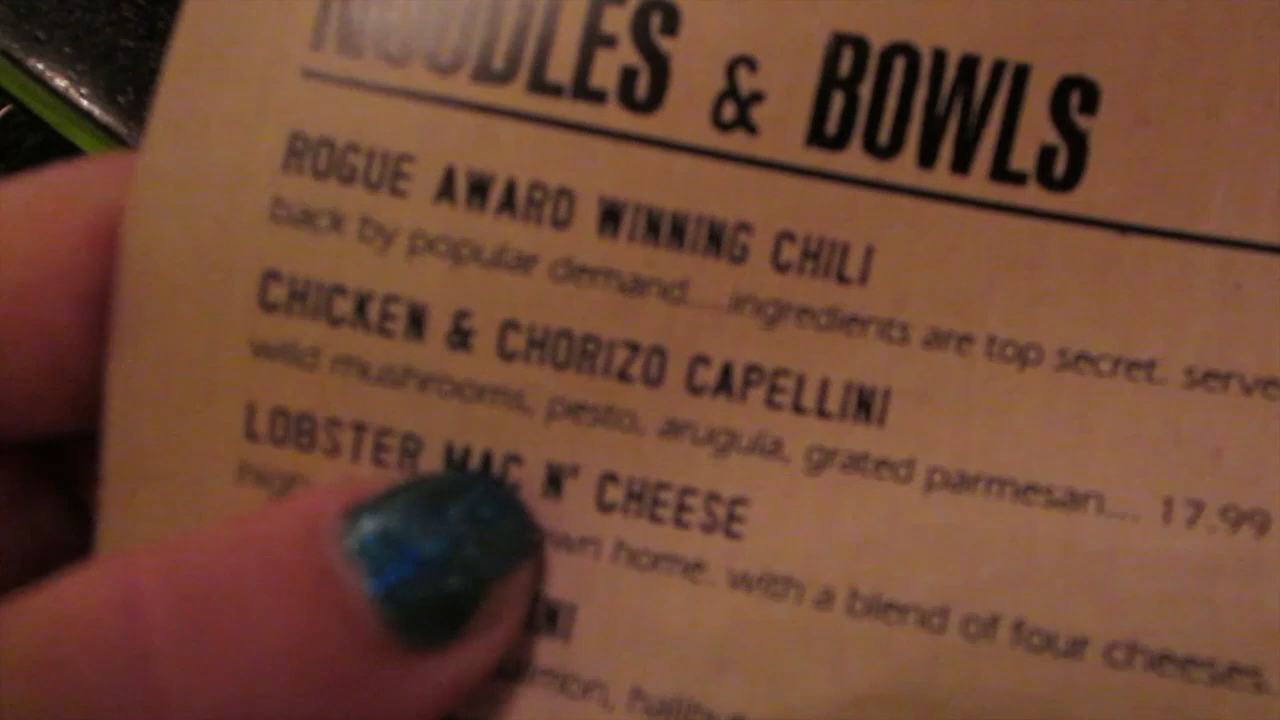 NOODLES & BOWLS
ROGUE AWARD WINNING CHILI
back by popular demand....ingredients are top secret. serve
CHICKEN & CHORIZO CAPELLINI
wild mushrooms, pesto, arugula, grated parmesan.... 17.99
LOBSTER MAC N' CHEESE
high home. with a blend of four cheeses.